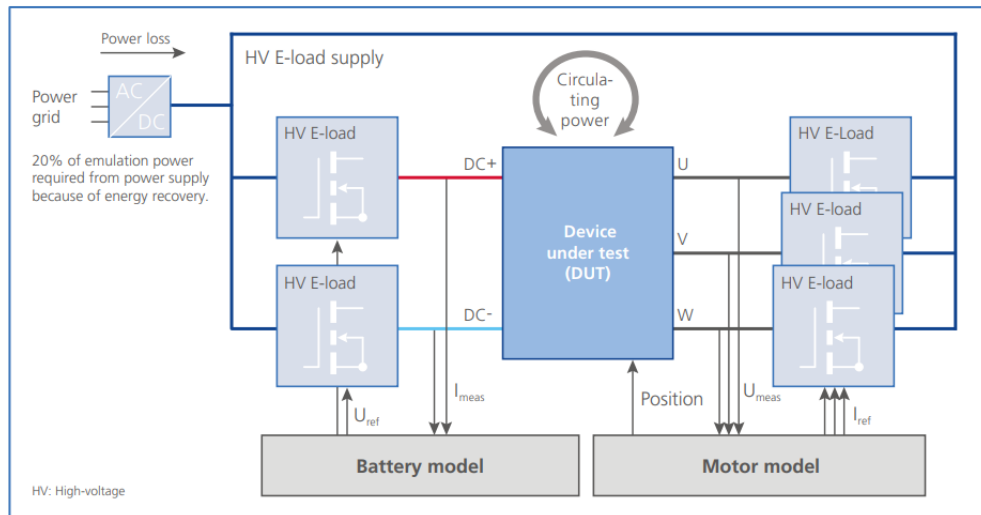 Power loss
HV E-load supply
Power
grid
AC
DC
20% of emulation power
required from power supply
because of energy recovery.
Circula-
ting
power
HV E-load
DC+
U
HV E-Load
HV E-load
V
Device
under test
(DUT)
HV E-load
DC-
W
HV E-load
Uref
Imeas
Position
Umeas
Iref
Battery model
Motor model
HV: High-voltage